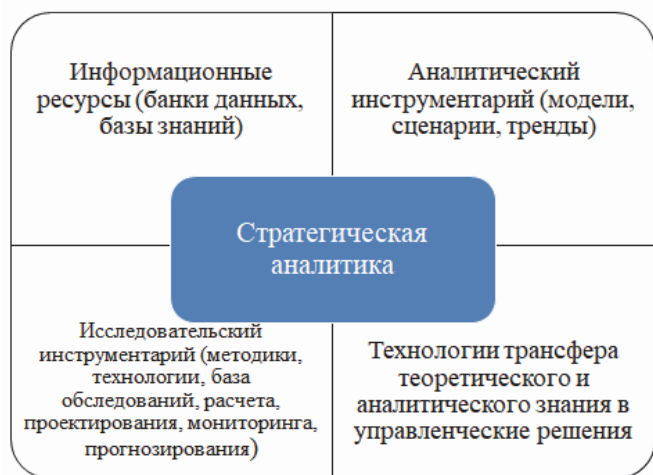 Информационные
ресурсы (банки данных,
базы знаний)
Аналитический
инструментарий (модели,
сценарии, тренды)
Стратегическая
аналитика
Исследовательский
инструментарий (методики,
технологии, база
обследований, расчета,
проектирования, мониторинга,
прогнозирования)
Технологии трансфера
теоретического и
аналитического знания в
управленческие решения